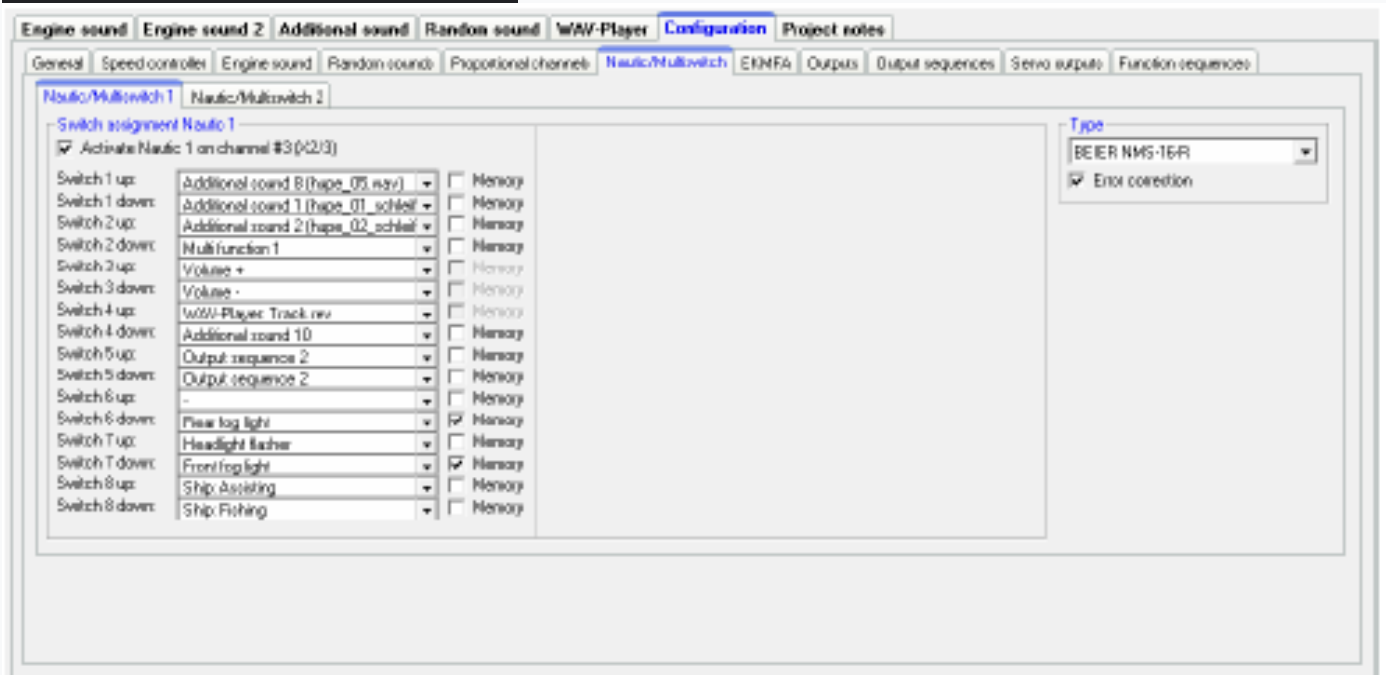 Engine sound Engine sound 2 Additional sound Random sound WAV-Player Configuration Project notes
General Speed controller Engine sound Random sounds Proportional channels Nautic/Multiswitch EKMFA Outputs Output sequences Servo outputs Function sequences
Nautic/Multiswitch 1 Nautic/Multiswitch 2
Switch assignment Nautic 1
Type
Activate Nautic 1 on channel #3 (X2/3)
BEIER NMS-16-R
Error correction
Switch 1 up: Additional sound 8 (hupe_05.wav) Memory
Switch 1 down: Additional sound 1 (hupe_01_schleif Memory
Switch 2 up: Additional sound 2 (hupe_02_schleif Memory
Switch 2 down: Multifunction 1 Memory
Switch 3 up: Volume + Memory
Switch 3 down: Volume - Memory
Switch 4 up: WAV-Player: Track rev Memory
Switch 4 down: Additional sound 10 Memory
Switch 5 up: Output sequence 2 Memory
Switch 5 down: Output sequence 2 Memory
Switch 6 up: - Memory
Switch 6 down: Rear fog light Memory
Switch 7 up: Headlight flasher Memory
Switch 7 down: Front fog light Memory
Switch 8 up: Ship: Assisting Memory
Switch 8 down: Ship: Fishing Memory